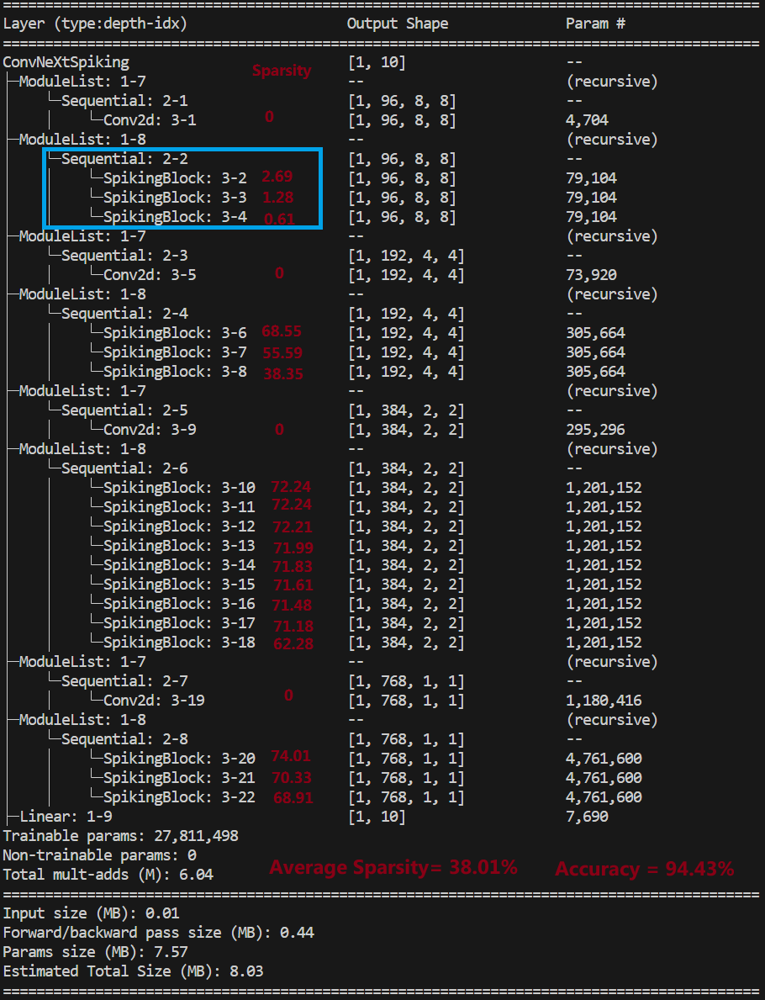 ==========================================================================================
Layer (type:depth-idx) Output Shape Param #
==========================================================================================
ConvNeXtSpiking Sparsity [1, 10] --
├─ModuleList: 1-7 -- (recursive)
│ └─Sequential: 2-1 [1, 96, 8, 8] --
│ │ └─Conv2d: 3-1 0 [1, 96, 8, 8] 4,704
├─ModuleList: 1-8 -- (recursive)
│ └─Sequential: 2-2 [1, 96, 8, 8] --
│ │ └─SpikingBlock: 3-2 2.69 [1, 96, 8, 8] 79,104
│ │ └─SpikingBlock: 3-3 1.28 [1, 96, 8, 8] 79,104
│ │ └─SpikingBlock: 3-4 0.61 [1, 96, 8, 8] 79,104
├─ModuleList: 1-7 -- (recursive)
│ └─Sequential: 2-3 [1, 192, 4, 4] --
│ │ └─Conv2d: 3-5 0 [1, 192, 4, 4] 73,920
├─ModuleList: 1-8 -- (recursive)
│ └─Sequential: 2-4 [1, 192, 4, 4] --
│ │ └─SpikingBlock: 3-6 68.55 [1, 192, 4, 4] 305,664
│ │ └─SpikingBlock: 3-7 55.59 [1, 192, 4, 4] 305,664
│ │ └─SpikingBlock: 3-8 38.35 [1, 192, 4, 4] 305,664
├─ModuleList: 1-7 -- (recursive)
│ └─Sequential: 2-5 [1, 384, 2, 2] --
│ │ └─Conv2d: 3-9 0 [1, 384, 2, 2] 295,296
├─ModuleList: 1-8 -- (recursive)
│ └─Sequential: 2-6 [1, 384, 2, 2] --
│ │ └─SpikingBlock: 3-10 72.24 [1, 384, 2, 2] 1,201,152
│ │ └─SpikingBlock: 3-11 72.24 [1, 384, 2, 2] 1,201,152
│ │ └─SpikingBlock: 3-12 72.21 [1, 384, 2, 2] 1,201,152
│ │ └─SpikingBlock: 3-13 71.99 [1, 384, 2, 2] 1,201,152
│ │ └─SpikingBlock: 3-14 71.83 [1, 384, 2, 2] 1,201,152
│ │ └─SpikingBlock: 3-15 71.61 [1, 384, 2, 2] 1,201,152
│ │ └─SpikingBlock: 3-16 71.48 [1, 384, 2, 2] 1,201,152
│ │ └─SpikingBlock: 3-17 71.18 [1, 384, 2, 2] 1,201,152
│ │ └─SpikingBlock: 3-18 62.28 [1, 384, 2, 2] 1,201,152
├─ModuleList: 1-7 -- (recursive)
│ └─Sequential: 2-7 [1, 768, 1, 1] --
│ │ └─Conv2d: 3-19 0 [1, 768, 1, 1] 1,180,416
├─ModuleList: 1-8 -- (recursive)
│ └─Sequential: 2-8 [1, 768, 1, 1] --
│ │ └─SpikingBlock: 3-20 74.01 [1, 768, 1, 1] 4,761,600
│ │ └─SpikingBlock: 3-21 70.33 [1, 768, 1, 1] 4,761,600
│ │ └─SpikingBlock: 3-22 68.91 [1, 768, 1, 1] 4,761,600
├─Linear: 1-9 [1, 10] 7,690
Trainable params: 27,811,498
Non-trainable params: 0
Total mult-adds (M): 6.04 Average Sparsity= 38.01% Accuracy = 94.43%
==========================================================================================
Input size (MB): 0.01
Forward/backward pass size (MB): 0.44
Params size (MB): 7.57
Estimated Total Size (MB): 8.03
==========================================================================================